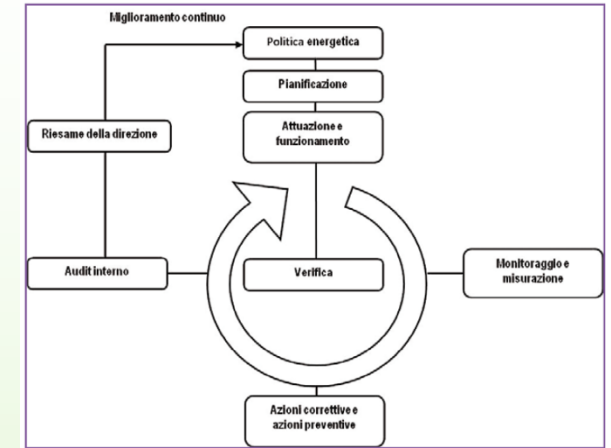 Miglioramento continuo
Politica energetica
Pianificazione
Attuazione e
funzionamento
Riesame della direzione
Audit interno
Verifica
Monitoraggio e
misurazione
Azioni correttive e
azioni preventive